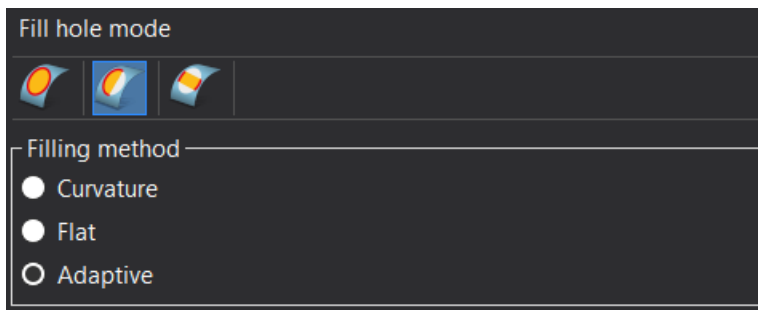 Fill hole mode
Filling method
Curvature
Flat
Adaptive